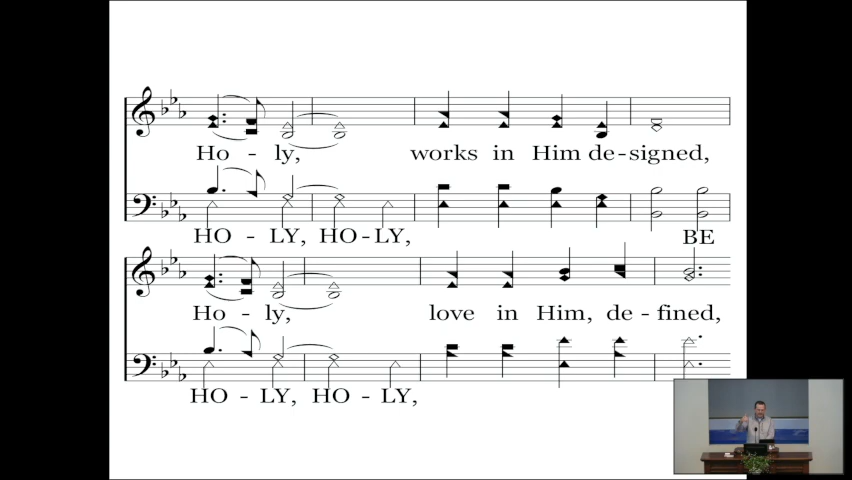 Ho - ly, works in Him de-signed,
HO - LY, HO-LY, BE
Ho - ly, love in Him, de - fined,
HO - LY, HO - LY,